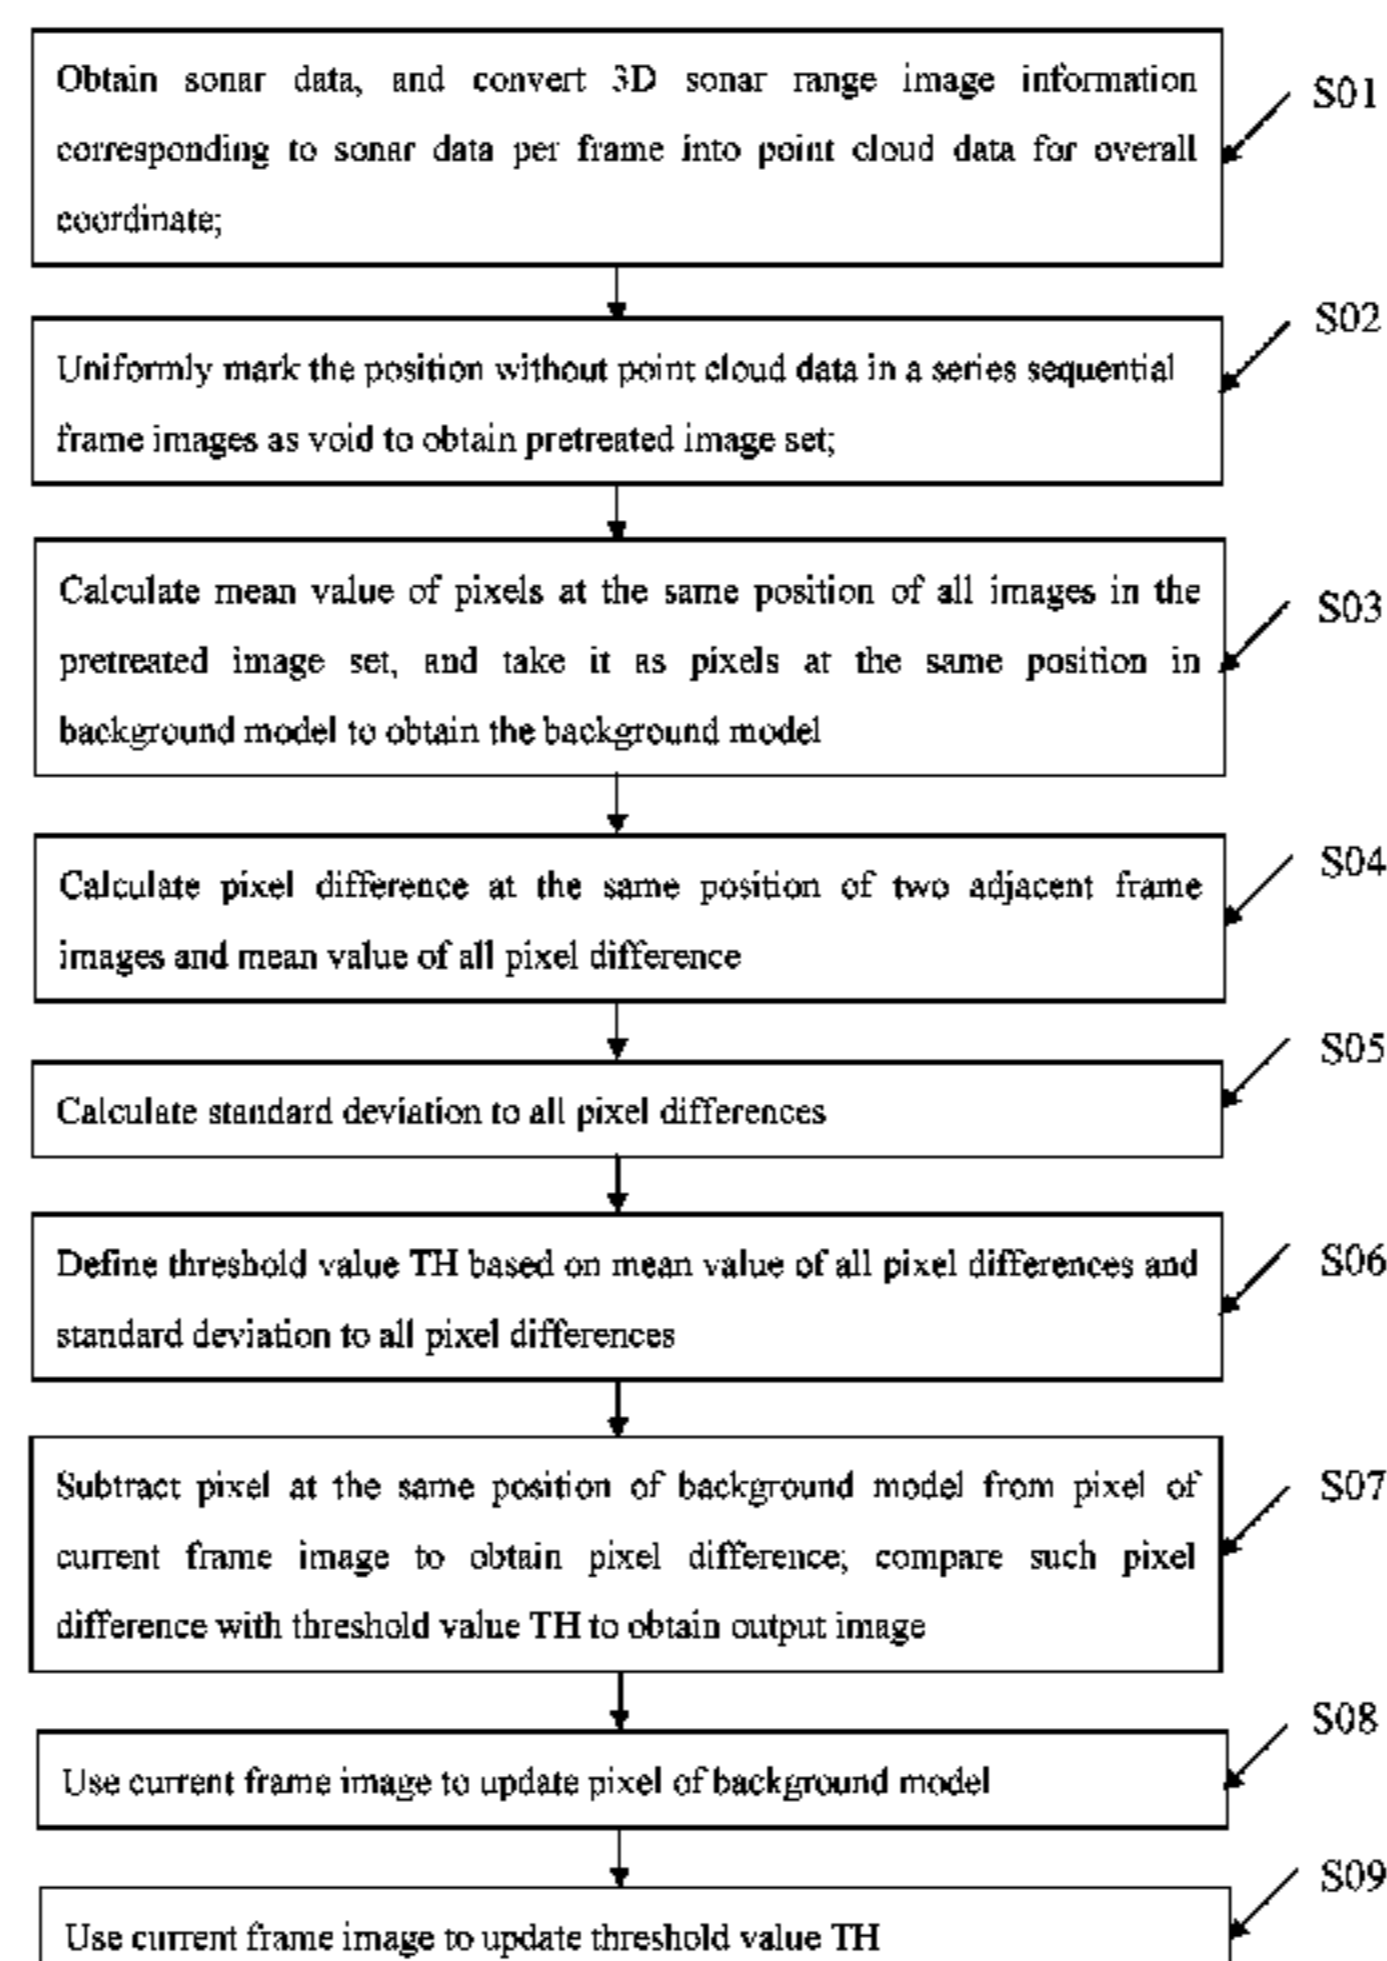 Obtain sonar data, and convert 3D sonar range image information
S01
corresponding to sonar data per frame into point cloud data for overall
coordinate;
S02
Uniformly mark the position without point cloud data in a series sequential
frame images as void to obtain pretreated image set;
Calculate mean value of pixels at the same position of all images in the
S03
pretreated image set, and take it as pixels at the same position in
background model to obtain the background model
S04
Calculate pixel difference at the same position of two adjacent frame
images and mean value of all pixel difference
S05
Calculate standard deviation to all pixel differences
S06
Define threshold value TH based on mean value of all pixel differences and
standard deviation to all pixel differences
S07
Subtract pixel at the same position of background model from pixel of
current frame image to obtain pixel difference; compare such pixel
difference with threshold value TH to obtain output image
S08
Use current frame image to update pixel of background model
S09
Use current frame image to update threshold value TH